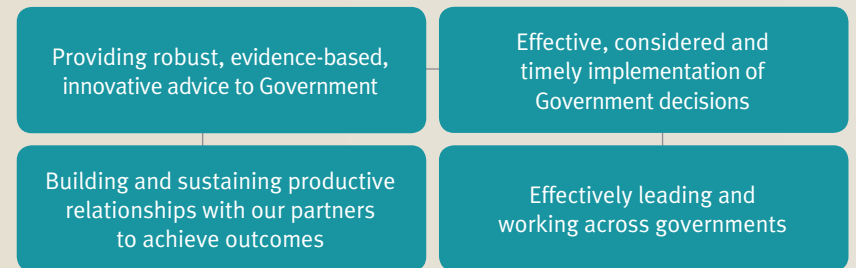 Providing robust, evidence-based,
innovative advice to Government
Effective, considered and
timely implementation of
Government decisions
Building and sustaining productive
relationships with our partners
to achieve outcomes
Effectively leading and
working across governments